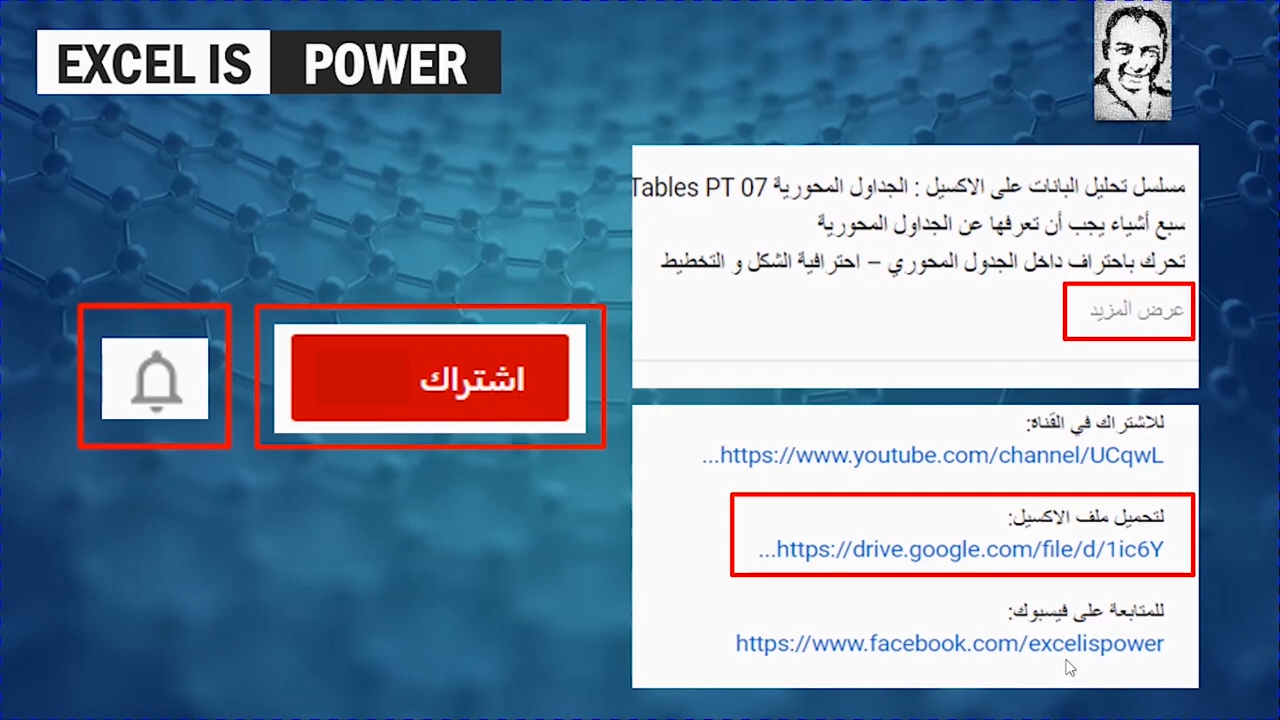 EXCEL IS POWER
مسلسل تحليل البانات على الاكسيل : الجداول المحورية Tables PT 07
سبع أشياء يجب أن تعرفها عن الجداول المحورية
تحرك باحتراف داخل الجدول المحوري – احترافية الشكل و التخطيط
عرض المزيد
اشتراك
للاشتراك في القناة:
https://www.youtube.com/channel/UCqwL...
لتحميل ملف الاكسيل:
https://drive.google.com/file/d/1ic6Y...
للمتابعة على فيسبوك:
https://www.facebook.com/excelispower